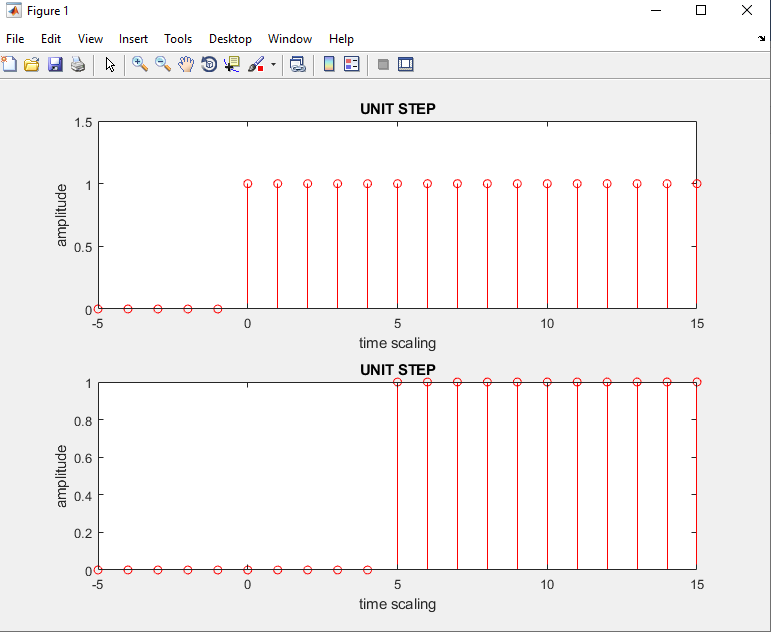 Figure 1
File Edit View Insert Tools Desktop Window Help
UNIT STEP
1.5
1
0.5
0
amplitude
-5 0 5 10 15
time scaling
UNIT STEP
1
0.8
0.6
0.4
0.2
0
amplitude
-5 0 5 10 15
time scaling